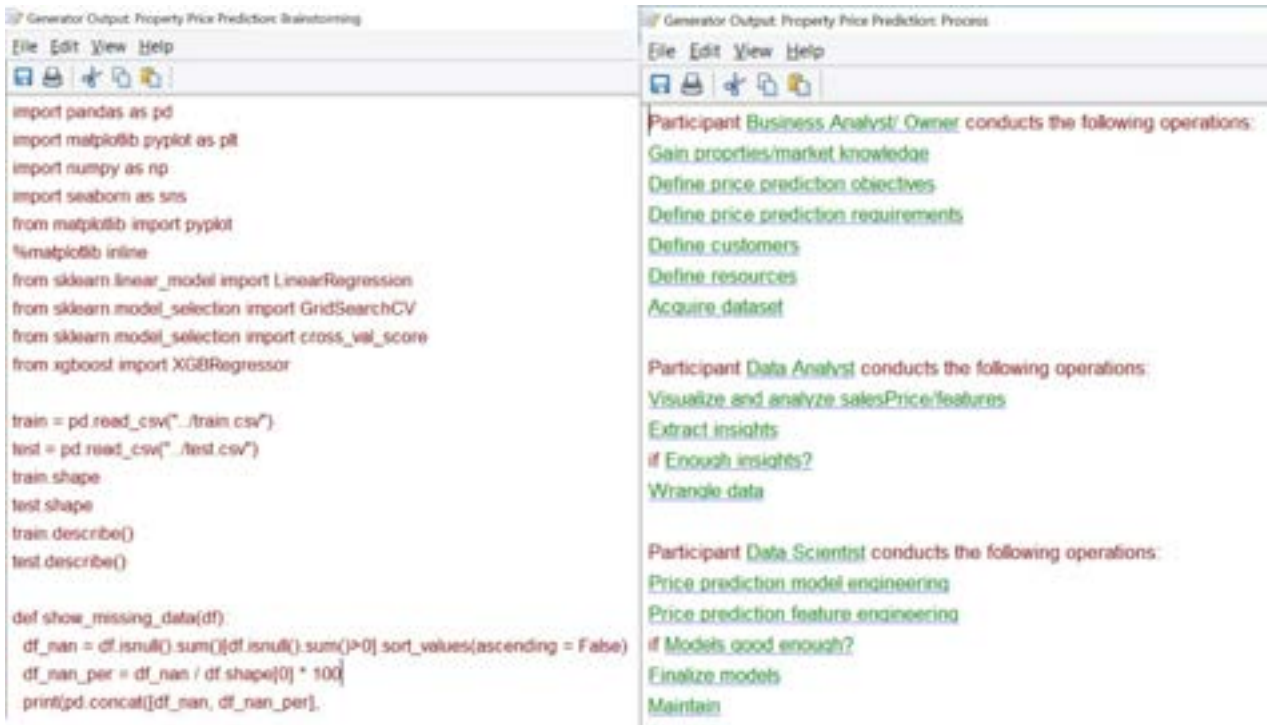 Generator Output: Property Price Prediction: Brainstorming
File Edit View Help
import pandas as pd
import matplotlib pyplot as plt
import numpy as np
import seaborn as sns
from matplotlib import pyplot
%matplotlib inline
from sklearn.linear_model import LinearRegression
from sklearn.model_selection import GridSearchCV
from sklearn.model_selection import cross_val_score
from xgboost import XGBRegressor
train = pd.read_csv("../train.csv")
test = pd.read_csv("../test.csv")
train.shape
test.shape
train.describe()
test.describe()
def show_missing_data(df):
df_nan = df.isnull().sum()[df.isnull().sum()>0].sort_values(ascending = False)
df_nan_per = df_nan / df.shape[0] * 100
print(pd.concat([df_nan, df_nan_per],
Generator Output: Property Price Prediction: Process
File Edit View Help
Participant Business Analyst/ Owner conducts the following operations:
Gain proprties/market knowledge
Define price prediction objectives
Define price prediction requirements
Define customers
Define resources
Acquire dataset
Participant Data Analyst conducts the following operations:
Visualize and analyze salesPrice/features
Extract insights
if Enough insights?
Wrangle data
Participant Data Scientist conducts the following operations:
Price prediction model engineering
Price prediction feature engineering
if Models good enough?
Finalize models
Maintain